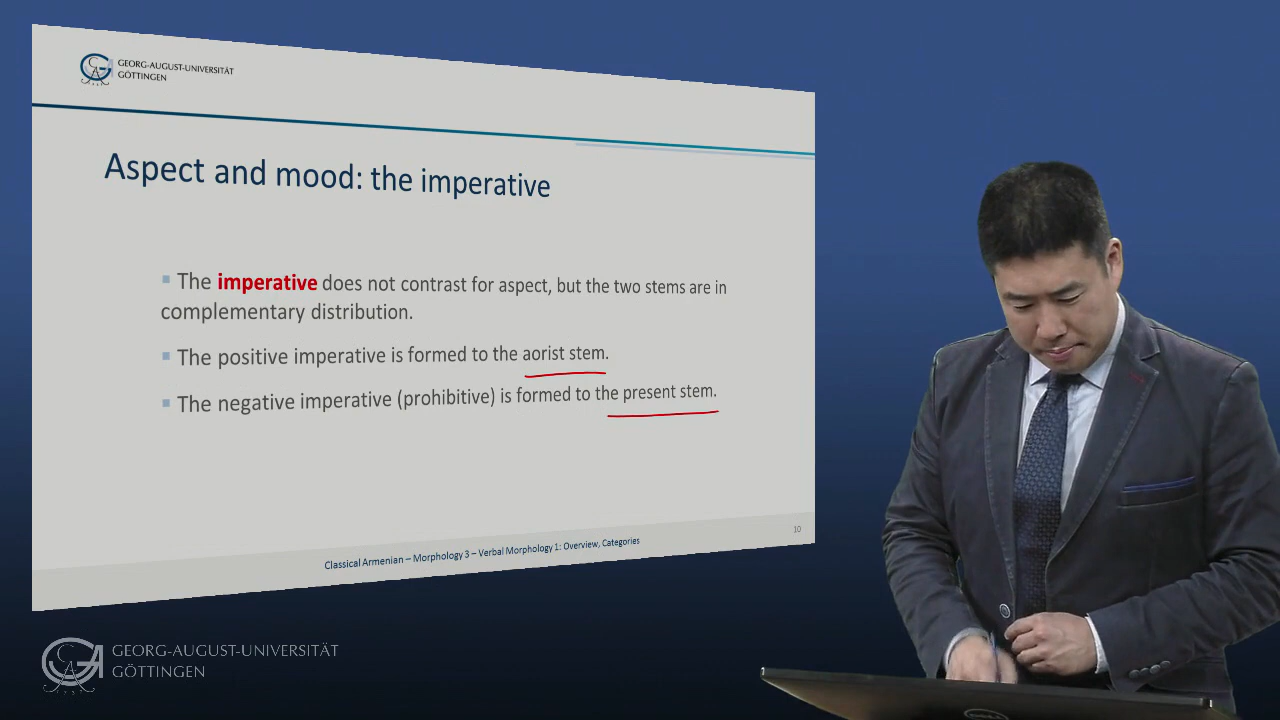 GEORG-AUGUST-UNIVERSITÄT
GÖTTINGEN
Aspect and mood: the imperative
The imperative does not contrast for aspect, but the two stems are in
complementary distribution.
The positive imperative is formed to the aorist stem.
The negative imperative (prohibitive) is formed to the present stem.
10
Classical Armenian – Morphology 3 – Verbal Morphology 1: Overview, Categories
GEORG-AUGUST-UNIVERSITÄT
GÖTTINGEN